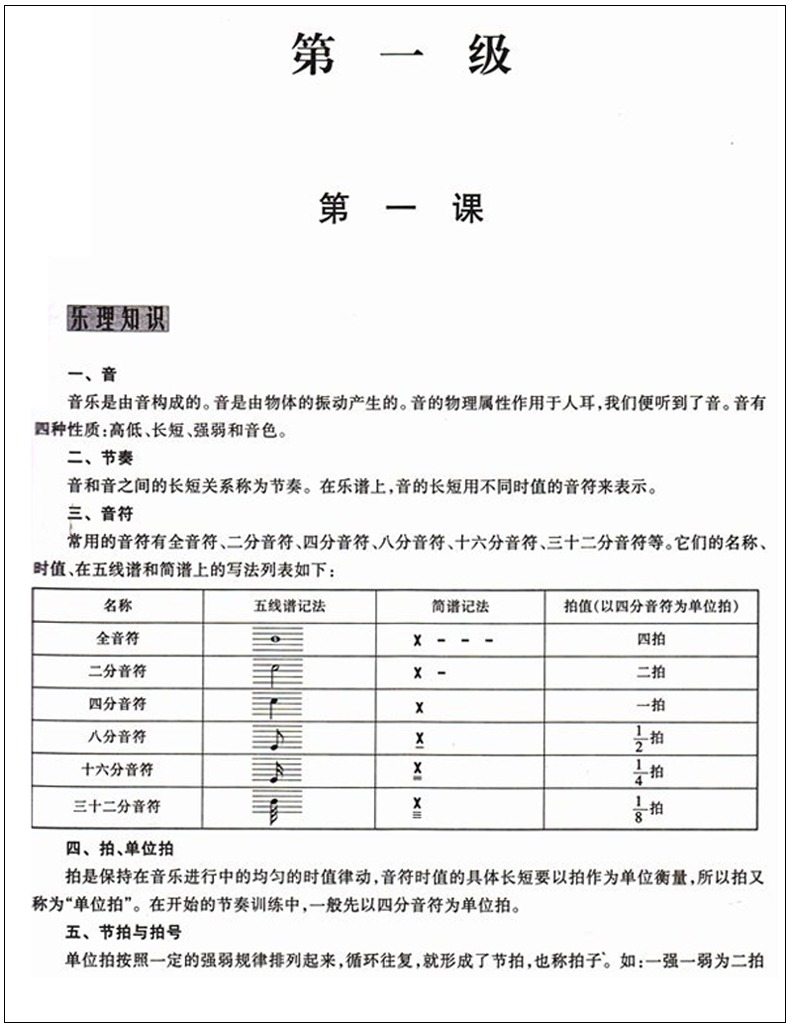 第一级
第一课
乐理知识
一、音
音乐是由音构成的。音是由物体的振动产生的。音的物理属性作用于人耳,我们便听到了音。音有
四种性质:高低、长短、强弱和音色。
二、节奏
音和音之间的长短关系称为节奏。在乐谱上,音的长短用不同时值的音符来表示。
三、音符
常用的音符有全音符、二分音符、四分音符、八分音符、十六分音符、三十二分音符等。它们的名称、
时值、在五线谱和简谱上的写法列表如下:
名称 五线谱记法 简谱记法 拍值(以四分音符为单位拍)
全音符 X - - - 四拍
二分音符 X - 二拍
四分音符 X 一拍
八分音符 X 1/2拍
十六分音符 X 1/4拍
三十二分音符 X 1/8拍
四、拍、单位拍
拍是保持在音乐进行中的均匀的时值律动,音符时值的具体长短要以拍作为单位衡量,所以拍又
称为“单位拍”。在开始的节奏训练中,一般先以四分音符为单位拍。
五、节拍与拍号
单位拍按照一定的强弱规律排列起来,循环往复,就形成了节拍,也称拍子。如:一强一弱为二拍